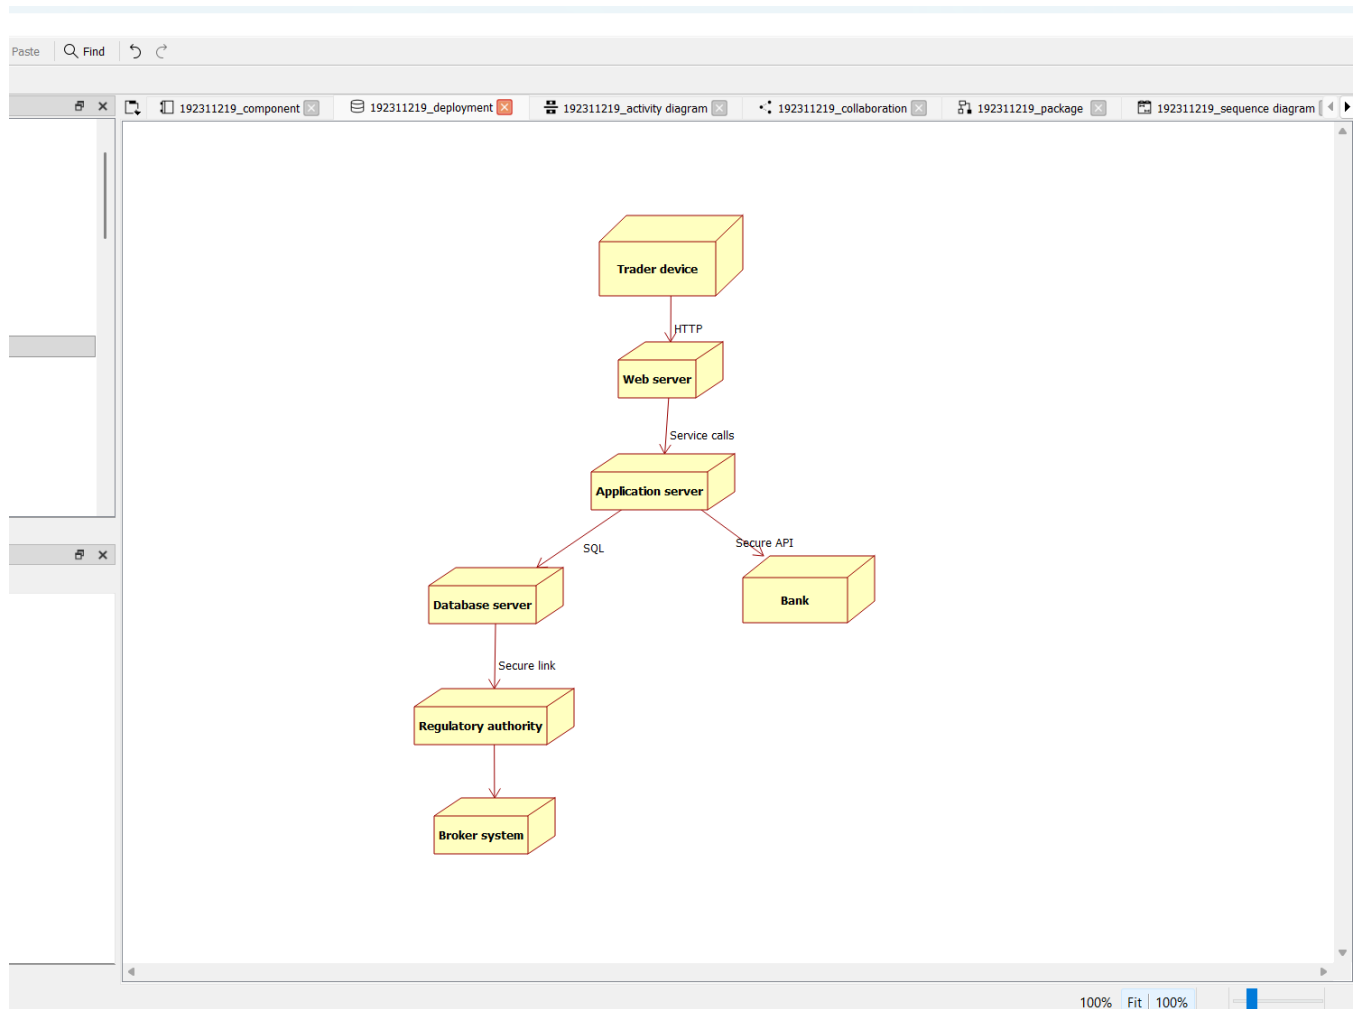 Paste
Find
192311219_component
192311219_deployment
192311219_activity diagram
192311219_collaboration
192311219_package
192311219_sequence diagram
Trader device
HTTP
Web server
Service calls
Application server
SQL
Secure API
Database server
Bank
Secure link
Regulatory authority
Broker system
100%
Fit
100%